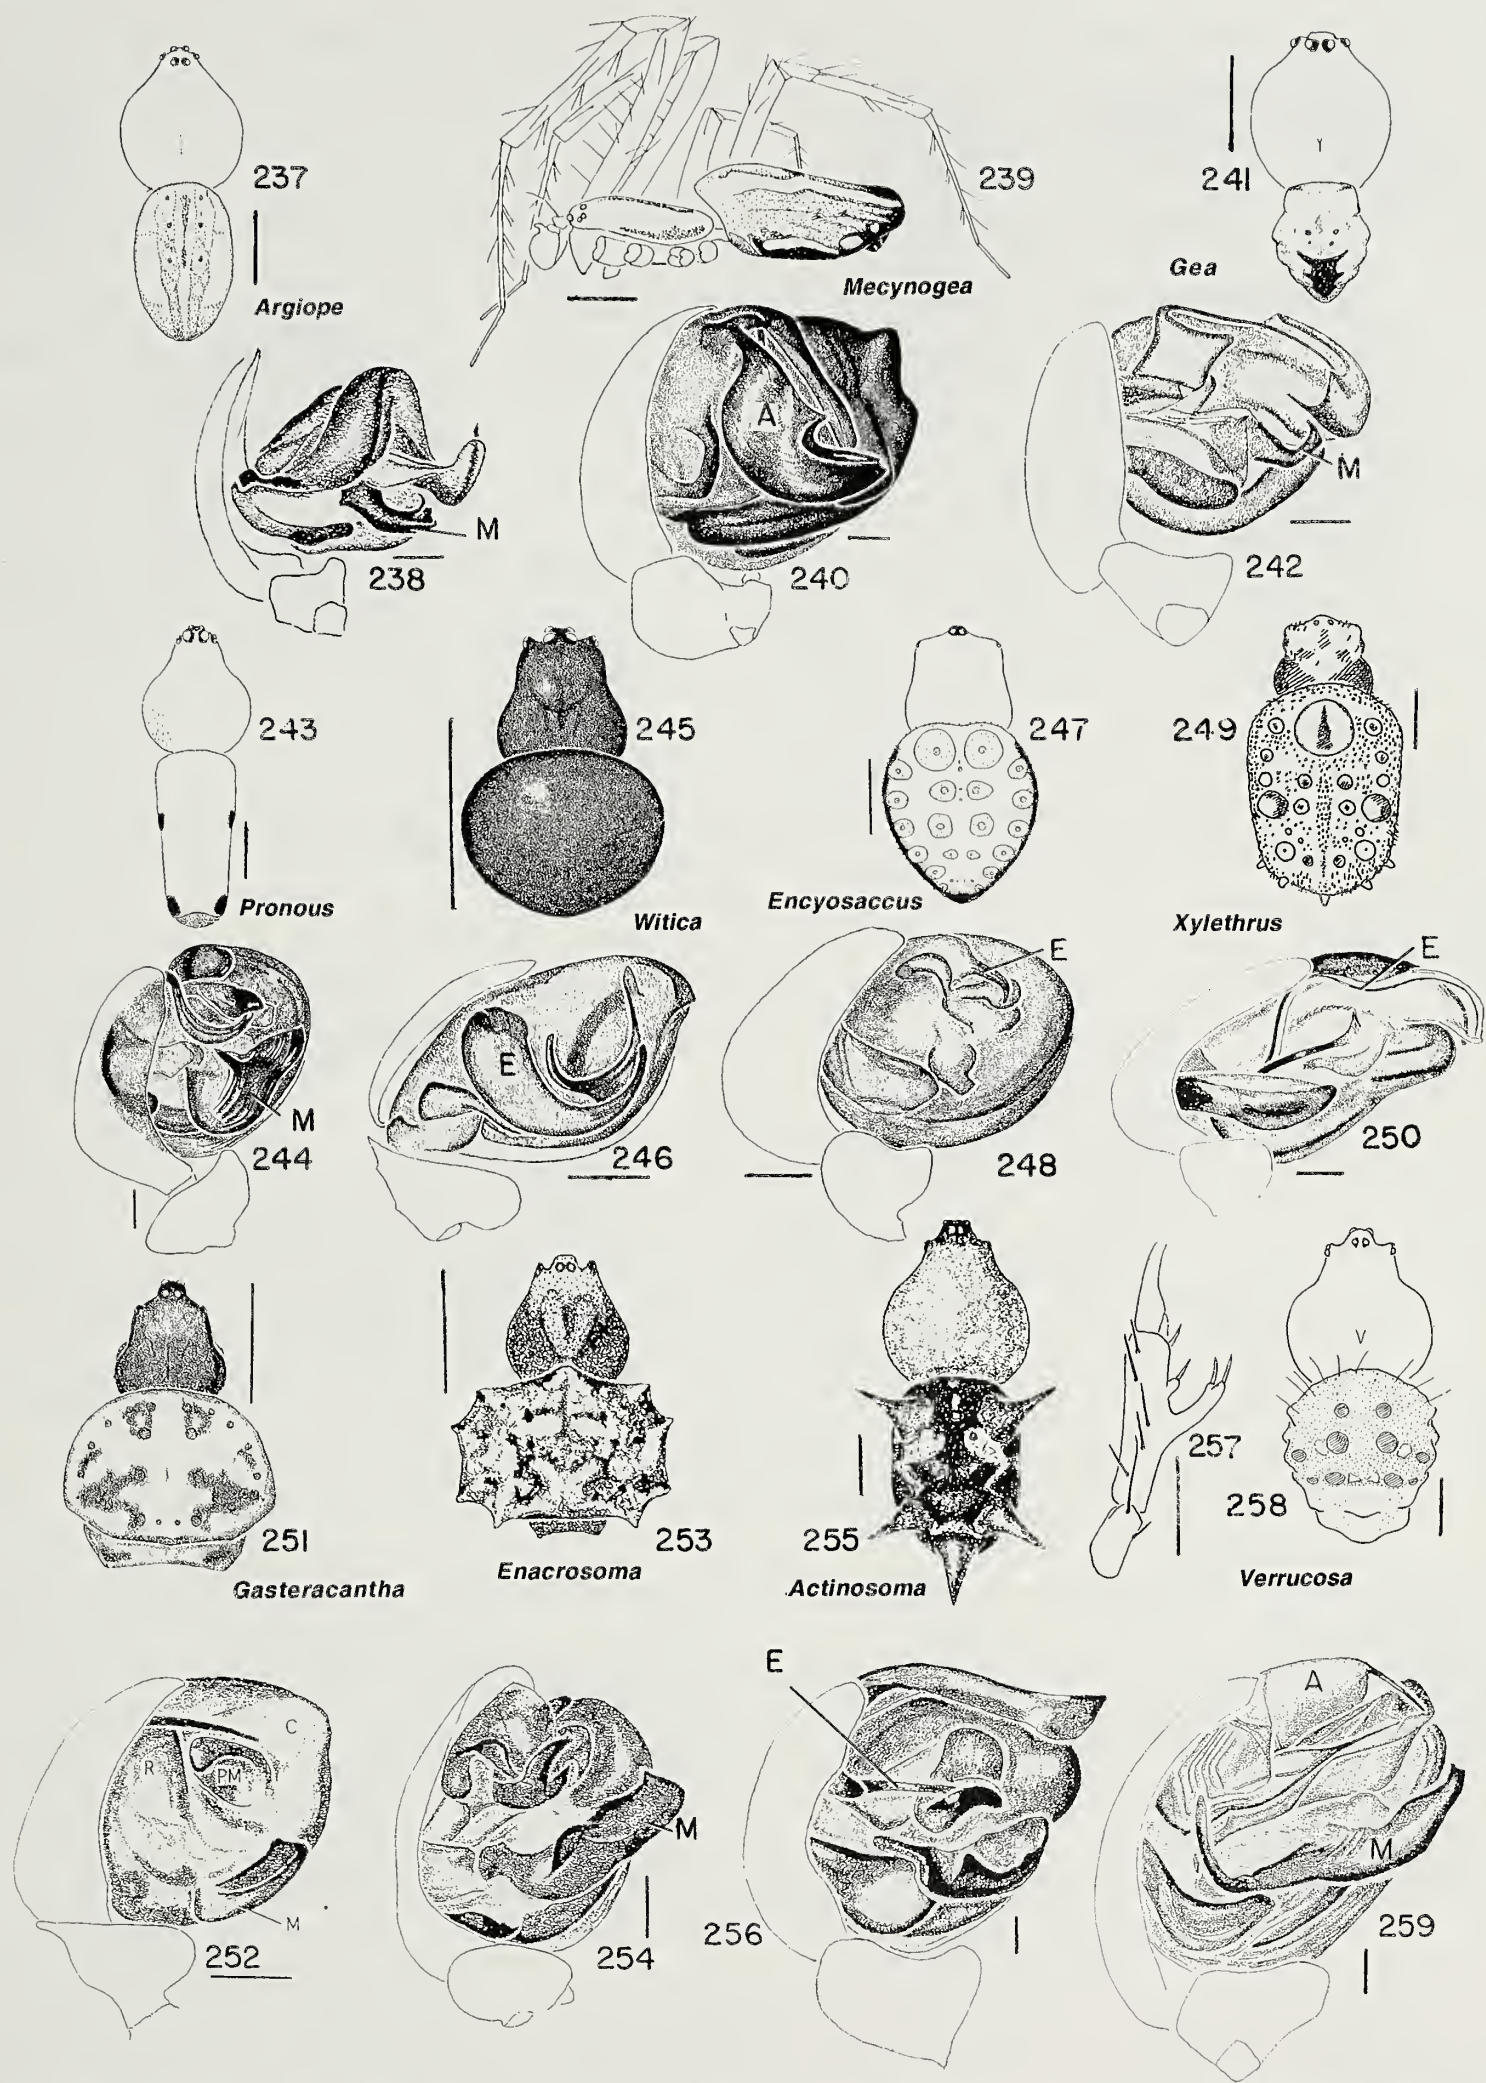 237
239
241
Argiope
Mecynogea
Gea
A
M
M
238
240
242
243
245
247
249
Pronous
Witica
Encyosaccus
Xylethrus
E
E
E
M
244
246
248
250
V
251
253
255
257
258
Gasteracantha
Enacrosoma
Actinosoma
Verrucosa
E
A
C
R
PM
M
M
M
252
254
256
259